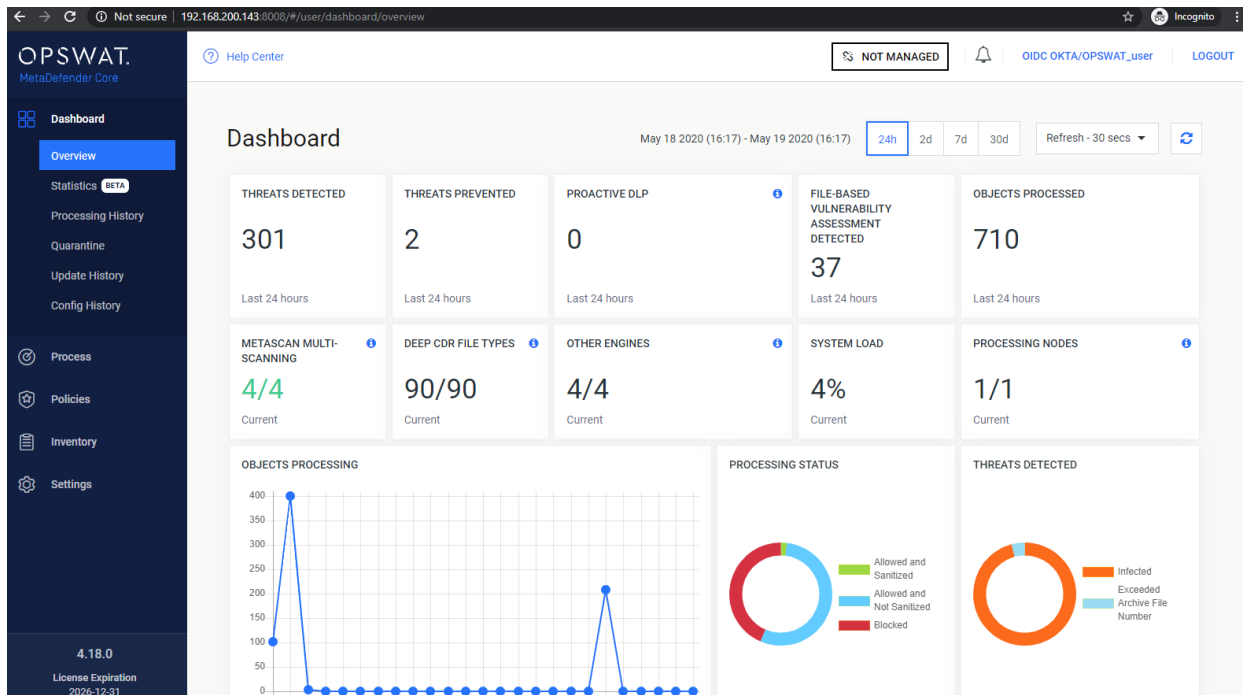 Not secure | 192.168.200.143:8008/#/user/dashboard/overview
Incognito
OPSWAT.
MetaDefender Core
Help Center
NOT MANAGED
OIDC OKTA/OPSWAT_user
LOGOUT
Dashboard
Overview
Statistics BETA
Processing History
Quarantine
Update History
Config History
Process
Policies
Inventory
Settings
4.18.0
License Expiration
2026-12-31
Dashboard
May 18 2020 (16:17) - May 19 2020 (16:17)
24h
2d
7d
30d
Refresh - 30 secs
THREATS DETECTED
301
Last 24 hours
THREATS PREVENTED
2
Last 24 hours
PROACTIVE DLP
0
Last 24 hours
FILE-BASED
VULNERABILITY
ASSESSMENT
DETECTED
37
Last 24 hours
OBJECTS PROCESSED
710
Last 24 hours
METASCAN MULTI-
SCANNING
4/4
Current
DEEP CDR FILE TYPES
90/90
Current
OTHER ENGINES
4/4
Current
SYSTEM LOAD
4%
Current
PROCESSING NODES
1/1
Current
OBJECTS PROCESSING
400
350
300
250
200
150
100
50
0
PROCESSING STATUS
Allowed and
Sanitized
Allowed and
Not Sanitized
Blocked
THREATS DETECTED
Infected
Exceeded
Archive File
Number